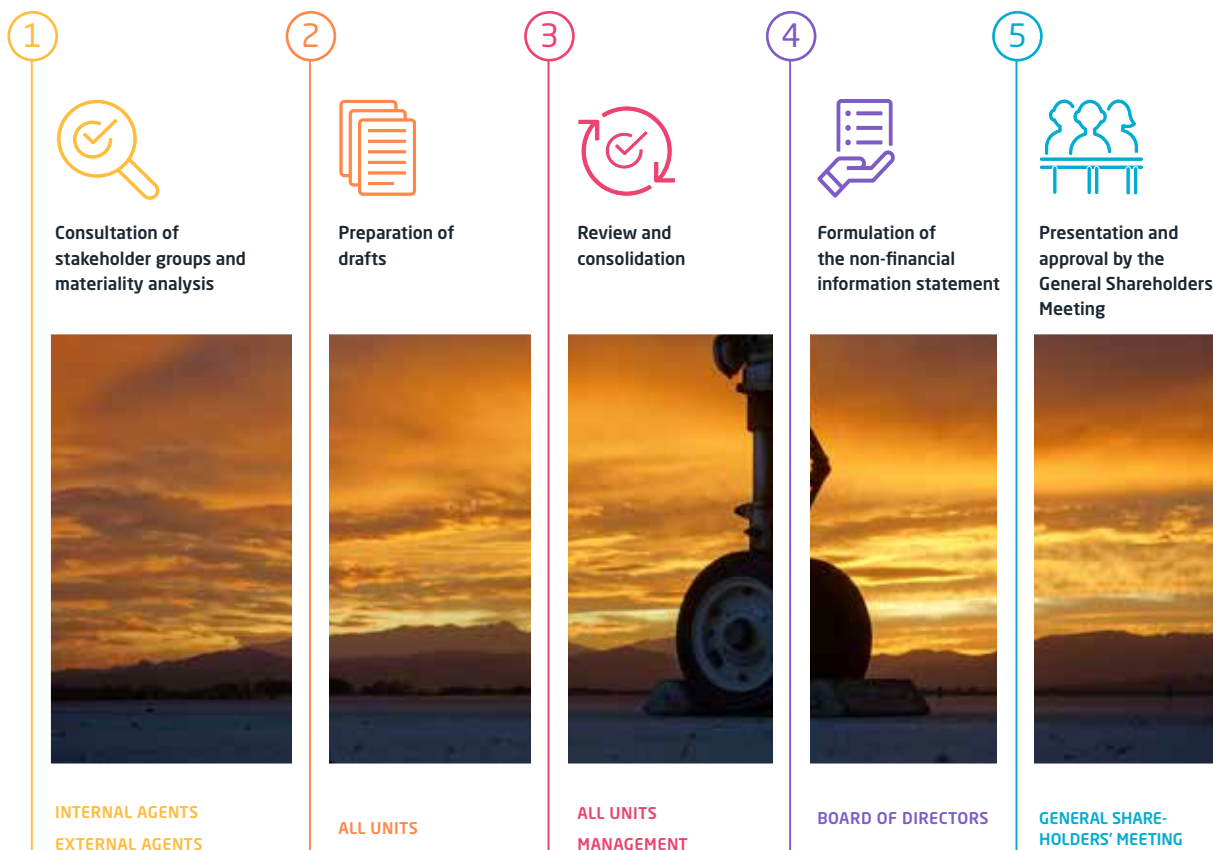 1
2
3
4
5
Consultation of
stakeholder groups and
materiality analysis
Preparation of
drafts
Review and
consolidation
Formulation of
the non-financial
information statement
Presentation and
approval by the
General Shareholders
Meeting
INTERNAL AGENTS
EXTERNAL AGENTS
ALL UNITS
ALL UNITS
MANAGEMENT
BOARD OF DIRECTORS
GENERAL SHARE-
HOLDERS' MEETING